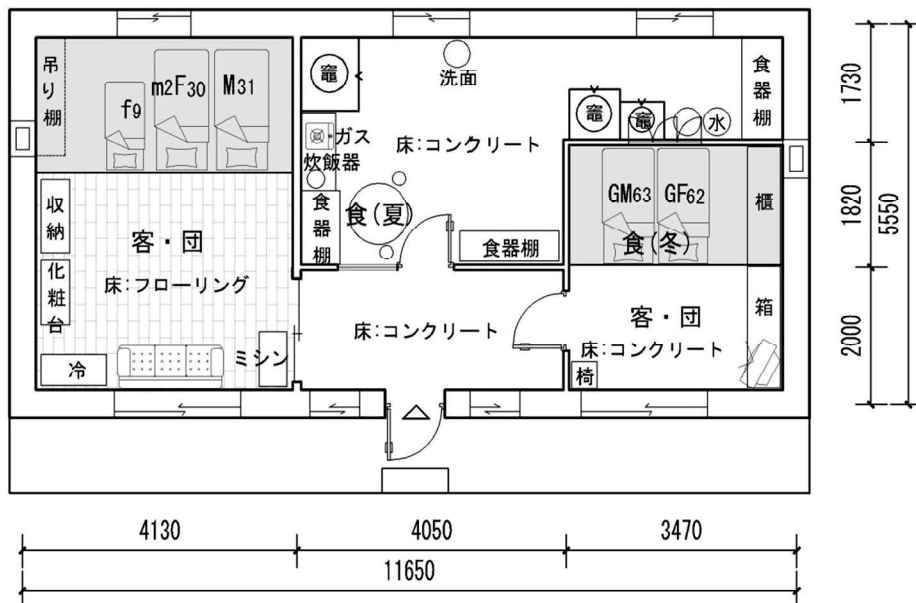 吊り棚
f9
m2F30
M31
竈
洗面
竈
竈
水
食器棚
ガス
炊飯器
床:コンクリート
食器棚
食(夏)
食器棚
GM63
GF62
櫃
食(冬)
収納
化粧台
冷
客・団
床:フローリング
ミシン
床:コンクリート
客・団
床:コンクリート
箱
椅
1730
1820
2000
5550
4130
4050
3470
11650